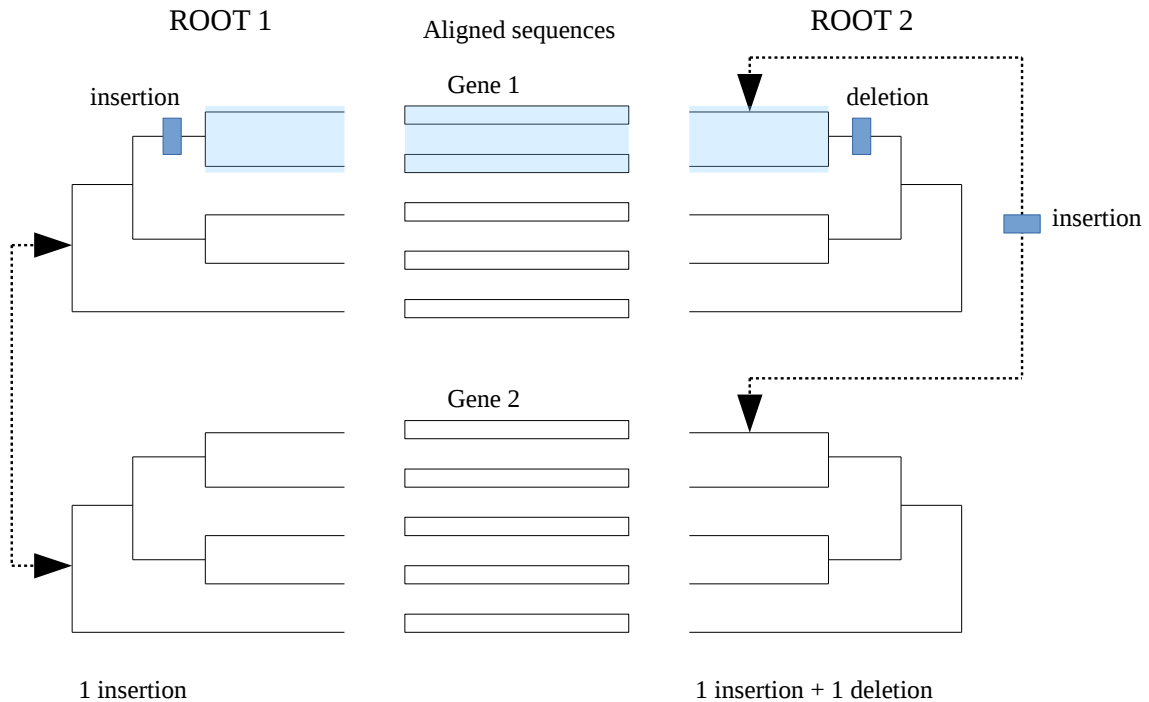 ROOT 1
Aligned sequences
ROOT 2
Gene 1
insertion
deletion
insertion
Gene 2
1 insertion
1 insertion + 1 deletion